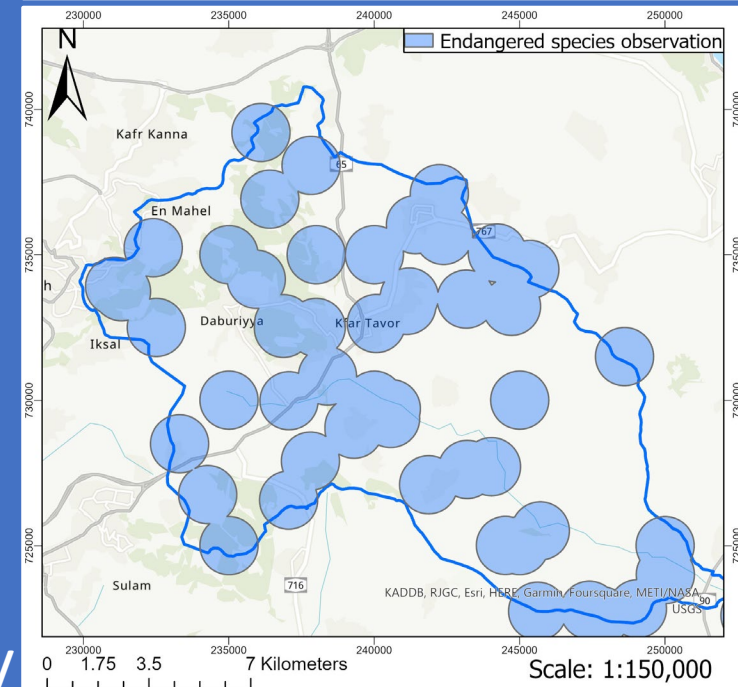 230000 235000 240000 245000 250000
N
Endangered species observation
740000
Kafr Kanna
65
En Mahel
767
735000 735000
h
Daburiyya Kfar Tavor
Iksal
730000 730000
725000
Sulam
716
KADDB, RJGC, Esri, HERE, Garmin, Foursquare, METI/NASA,
USGS
90
230000 235000 240000 245000 250000
0 1.75 3.5 7 Kilometers
Scale: 1:150,000